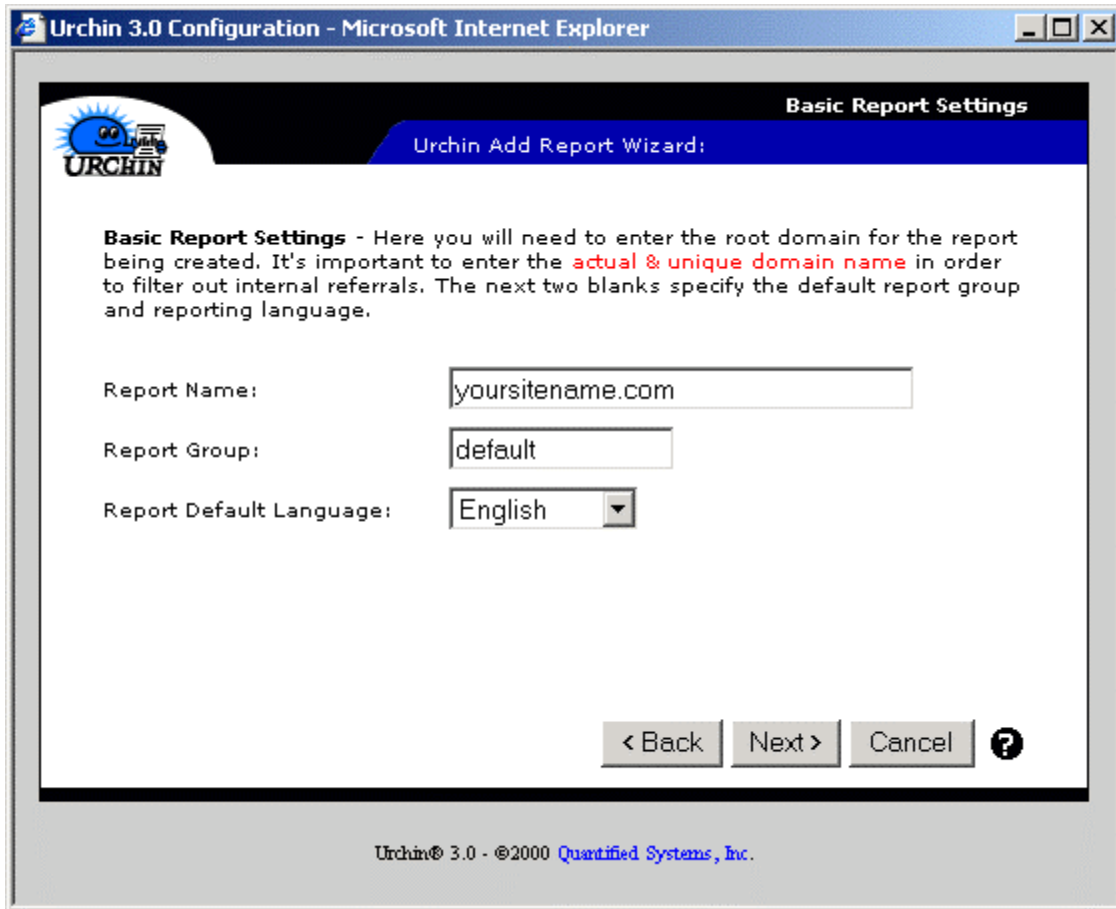 Urchin 3.0 Configuration - Microsoft Internet Explorer
Basic Report Settings
Urchin Add Report Wizard:
URCHIN
Basic Report Settings - Here you will need to enter the root domain for the report
being created. It's important to enter the actual & unique domain name in order
to filter out internal referrals. The next two blanks specify the default report group
and reporting language.
Report Name: yoursitename.com
Report Group: default
Report Default Language: English
< Back Next > Cancel ?
Urchin® 3.0 - ©2000 Quantified Systems, Inc.